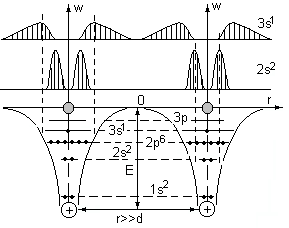 w w
3s¹
2s²
0 r
3p
3s¹ 2p⁶
2s²
E
1s²
+ +
r>>d